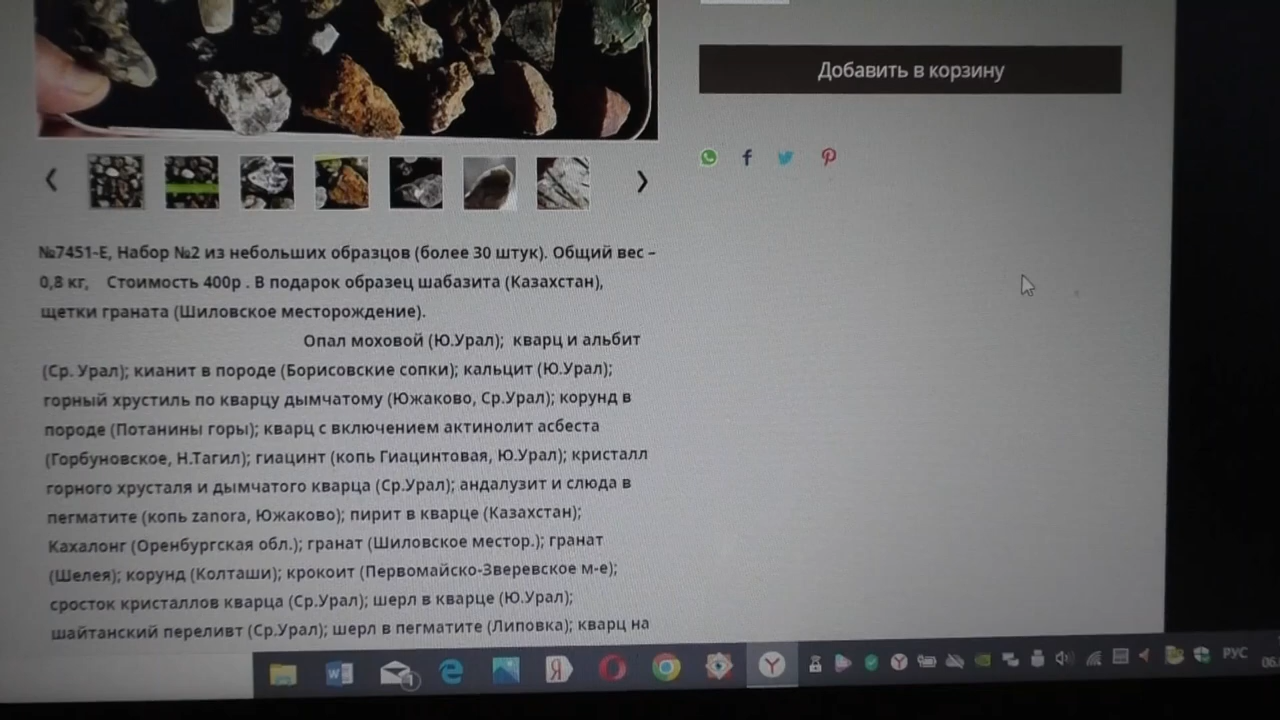 Добавить в корзину
№7451-Е, Набор №2 из небольших образцов (более 30 штук). Общий вес –
0,8 кг, Стоимость 400р . В подарок образец шабазита (Казахстан),
щетки граната (Шиловское месторождение).
Опал моховой (Ю.Урал); кварц и альбит
(Ср. Урал); кианит в породе (Борисовские сопки); кальцит (Ю.Урал);
горный хрустиль по кварцу дымчатому (Южаково, Ср.Урал); корунд в
породе (Потанины горы); кварц с включением актинолит асбеста
(Горбуновское, Н.Тагил); гиацинт (копь Гиацинтовая, Ю.Урал); кристалл
горного хрусталя и дымчатого кварца (Ср.Урал); андалузит и слюда в
пегматите (копь zanora, Южаково); пирит в кварце (Казахстан);
Кахалонг (Оренбургская обл.); гранат (Шиловское местор.); гранат
(Шелея); корунд (Колташи); крокоит (Первомайско-Зверевское м-е);
сросток кристаллов кварца (Ср.Урал); шерл в кварце (Ю.Урал);
шайтанский переливт (Ср.Урал); шерл в пегматите (Липовка); кварц на
РУС
06.